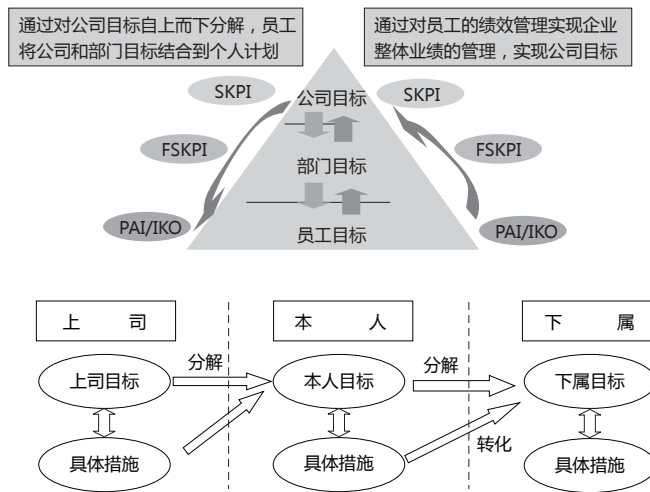 通过对公司目标自上而下分解，员工
将公司和部门目标结合到个人计划
通过对员工的绩效管理实现企业
整体业绩的管理，实现公司目标
SKPI
公司目标
SKPI
FSKPI
部门目标
FSKPI
PAI/IKO
员工目标
PAI/IKO
上 司
本 人
下 属
分解
分解
上司目标
本人目标
下属目标
转化
具体措施
具体措施
具体措施